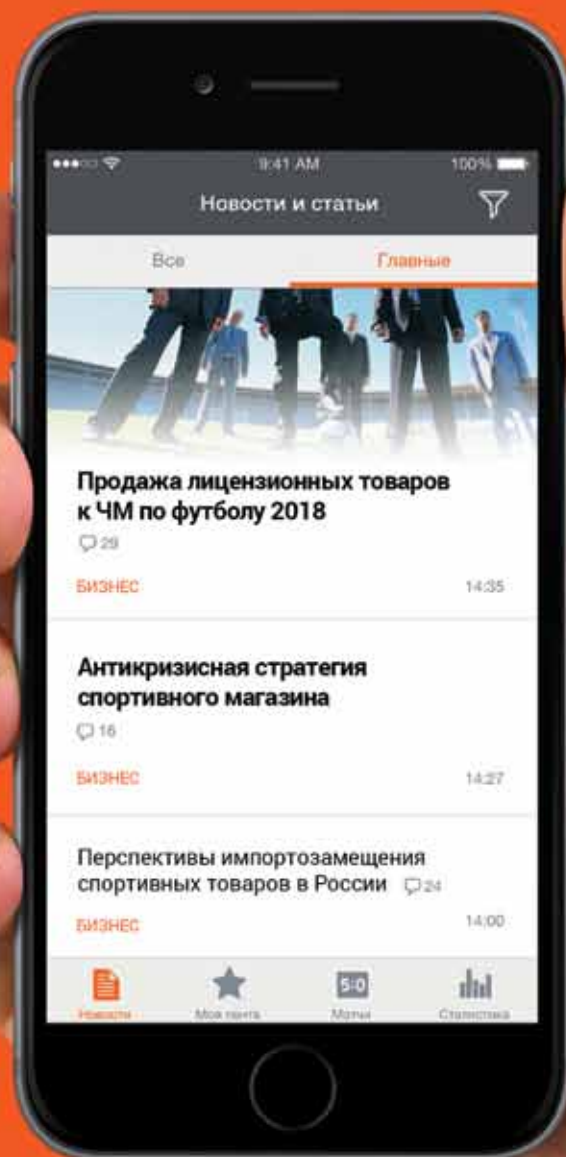 9:41 AM
100%
Новости и статьи
Все
Главные
Продажа лицензионных товаров
к ЧМ по футболу 2018
29
БИЗНЕС
14:35
Антикризисная стратегия
спортивного магазина
16
БИЗНЕС
14:27
Перспективы импортозамещения
спортивных товаров в России 24
БИЗНЕС
14:00
5:0
Новости
Моя лента
Матчи
Статистика